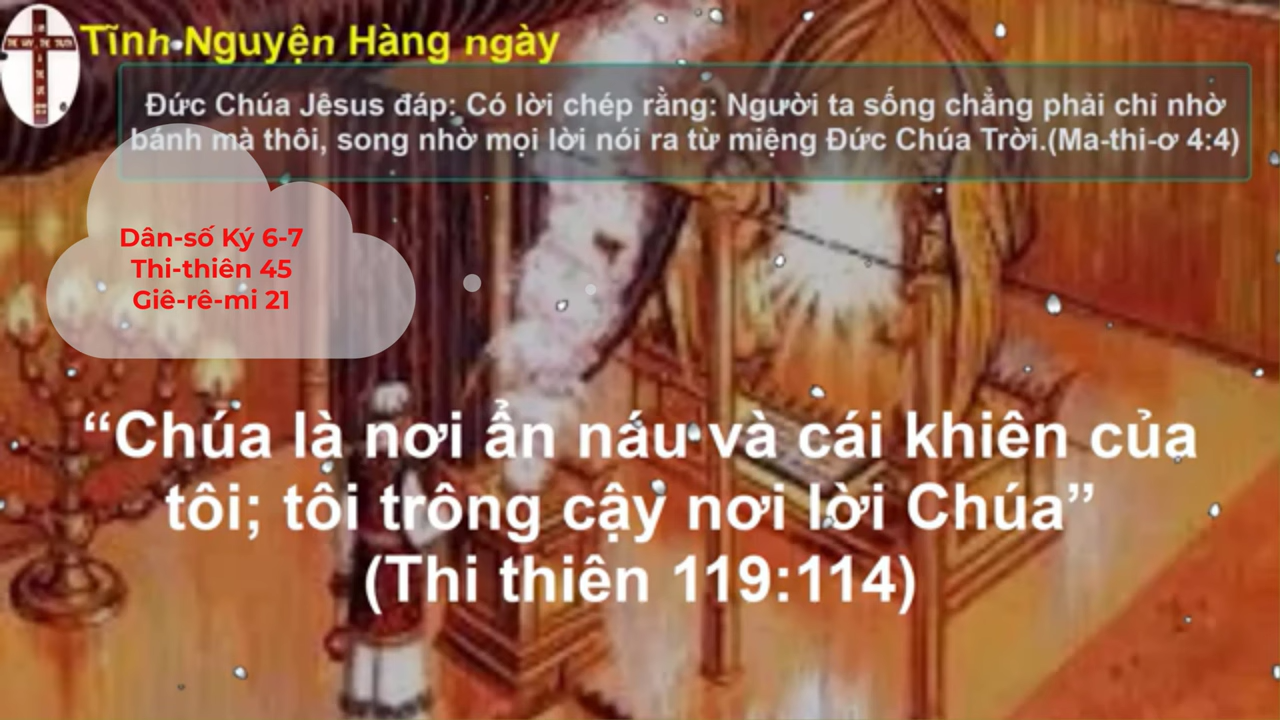 Tĩnh Nguyện Hàng ngày
Đức Chúa Jêsus đáp: Có lời chép rằng: Người ta sống chẳng phải chỉ nhờ
bánh mà thôi, song nhờ mọi lời nói ra từ miệng Đức Chúa Trời.(Ma-thi-ơ 4:4)
Dân-số Ký 6-7
Thi-thiên 45
Giê-rê-mi 21
“Chúa là nơi ẩn náu và cái khiên của
tôi; tôi trông cậy nơi lời Chúa”
(Thi thiên 119:114)